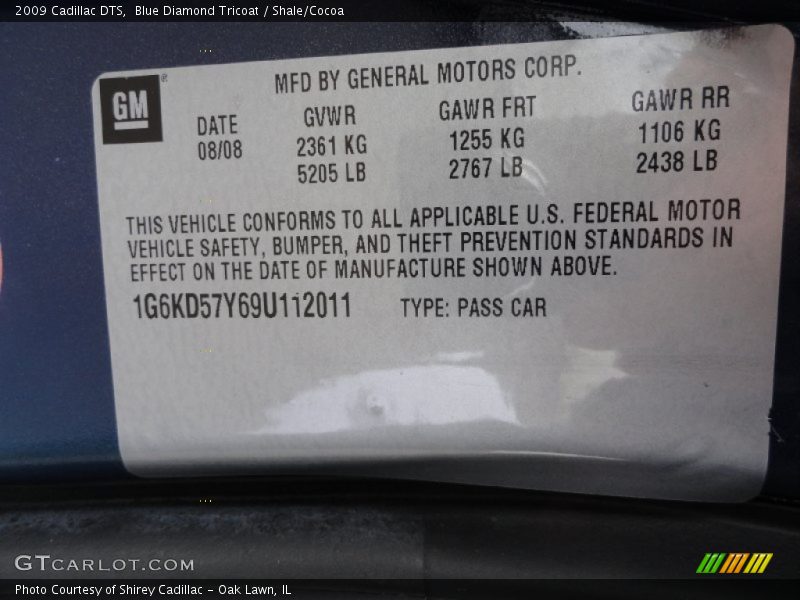 2009 Cadillac DTS,  Blue Diamond Tricoat / Shale/Cocoa
MFD BY GENERAL MOTORS CORP.
GM®
DATE GVWR GAWR FRT GAWR RR
08/08 2361 KG 1255 KG 1106 KG
5205 LB 2767 LB 2438 LB
THIS VEHICLE CONFORMS TO ALL APPLICABLE U.S. FEDERAL MOTOR
VEHICLE SAFETY, BUMPER, AND THEFT PREVENTION STANDARDS IN
EFFECT ON THE DATE OF MANUFACTURE SHOWN ABOVE.
1G6KD57Y69U112011 TYPE: PASS CAR
GTCARLOT.COM
Photo Courtesy of Shirey Cadillac - Oak Lawn, IL